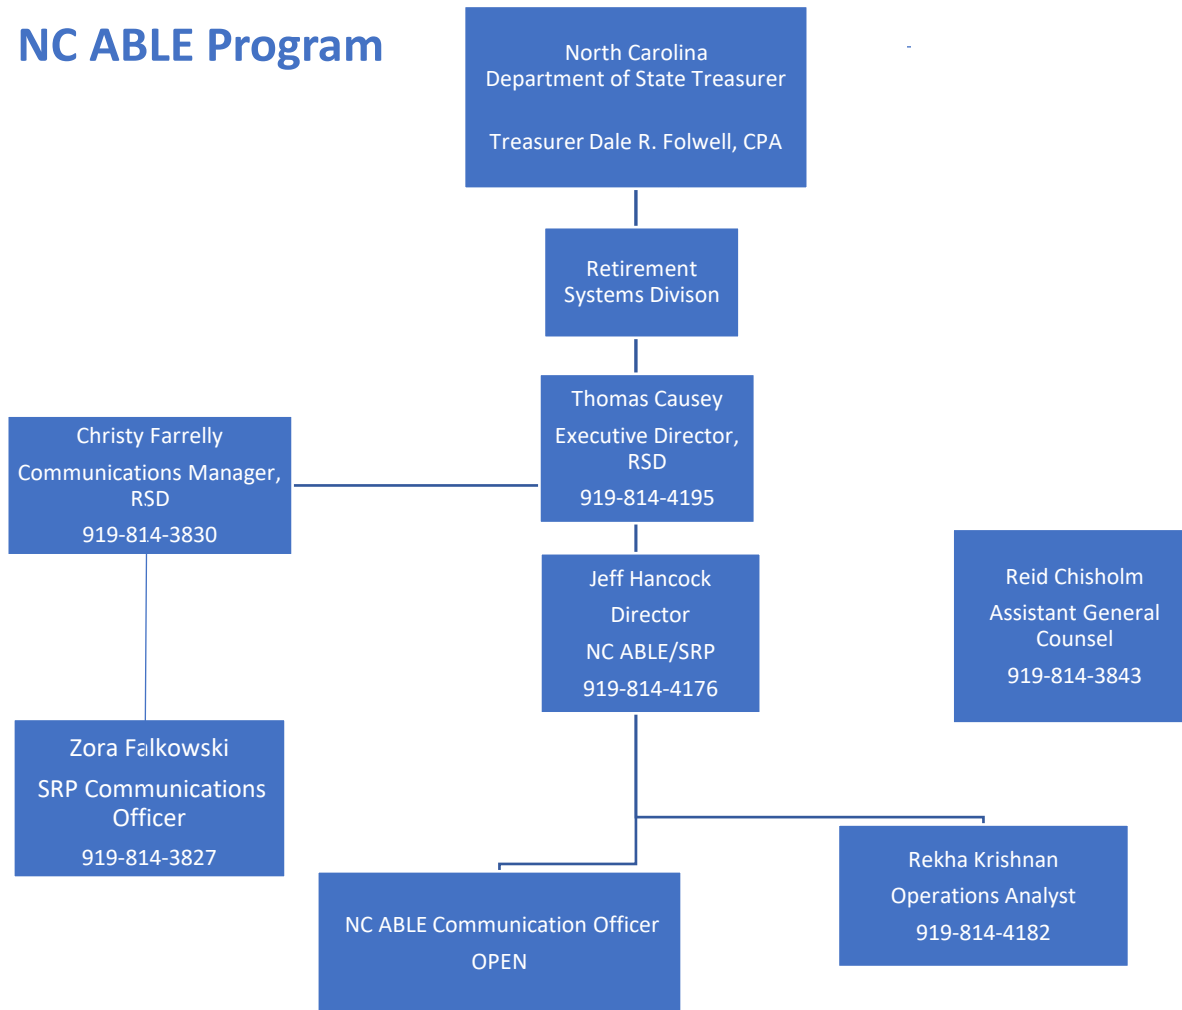 NC ABLE Program
North Carolina
Department of State Treasurer
Treasurer Dale R. Folwell, CPA
Retirement
Systems Divison
Thomas Causey
Executive Director,
RSD
919-814-4195
Christy Farrelly
Communications Manager,
RSD
919-814-3830
Jeff Hancock
Director
NC ABLE/SRP
919-814-4176
Reid Chisholm
Assistant General
Counsel
919-814-3843
Zora Falkowski
SRP Communications
Officer
919-814-3827
Rekha Krishnan
Operations Analyst
919-814-4182
NC ABLE Communication Officer
OPEN